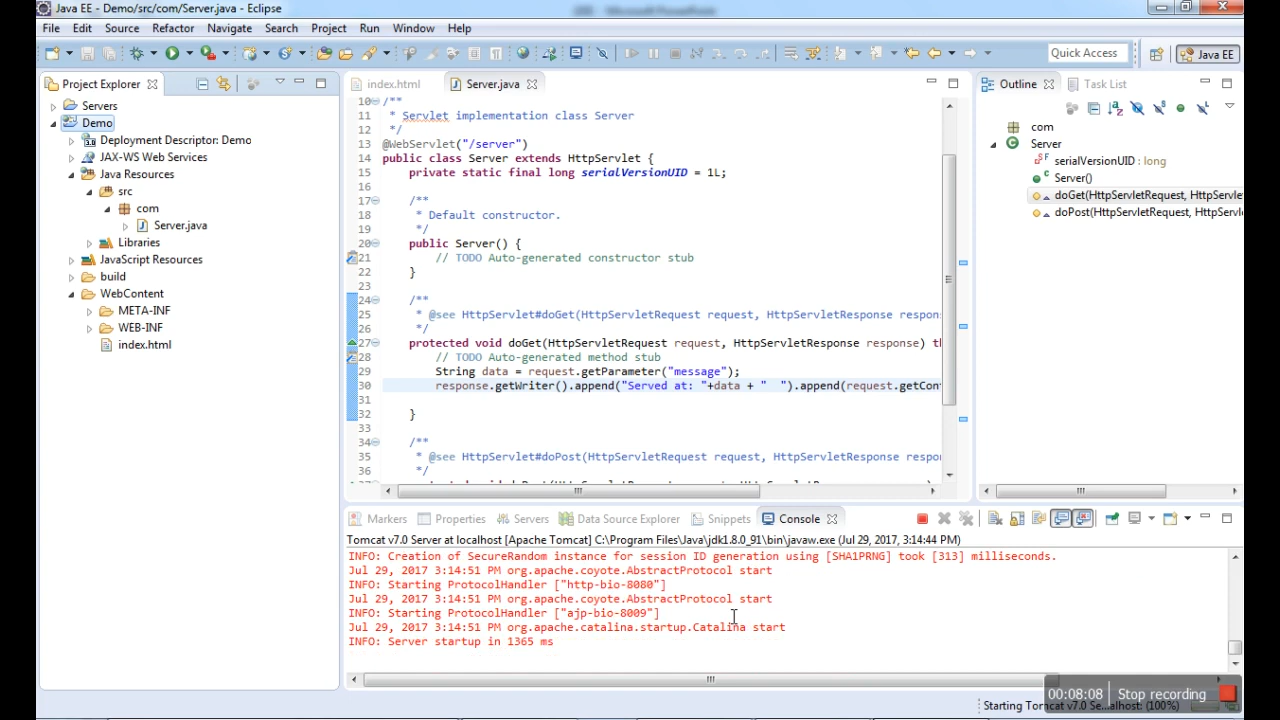 Java EE - Demo/src/com/Server.java - Eclipse
File Edit Source Refactor Navigate Search Project Run Window Help
Quick Access
Java EE
Project Explorer
Servers
Demo
Deployment Descriptor: Demo
JAX-WS Web Services
Java Resources
src
com
Server.java
Libraries
JavaScript Resources
build
WebContent
META-INF
WEB-INF
index.html
index.html Server.java
10 /**
11 * Servlet implementation class Server
12 */
13 @WebServlet("/server")
14 public class Server extends HttpServlet {
15 private static final long serialVersionUID = 1L;
16
17 /**
18 * Default constructor.
19 */
20 public Server() {
21 // TODO Auto-generated constructor stub
22 }
23
24 /**
25 * @see HttpServlet#doGet(HttpServletRequest request, HttpServletResponse respon
26 */
27 protected void doGet(HttpServletRequest request, HttpServletResponse response) th
28 // TODO Auto-generated method stub
29 String data = request.getParameter("message");
30 response.getWriter().append("Served at: "+data + "  ").append(request.getCon
31
32 }
33
34 /**
35 * @see HttpServlet#doPost(HttpServletRequest request, HttpServletResponse respo
36 */
Outline Task List
com
Server
serialVersionUID : long
Server()
doGet(HttpServletRequest, HttpServl
doPost(HttpServletRequest, HttpServl
Markers Properties Servers Data Source Explorer Snippets Console
Tomcat v7.0 Server at localhost [Apache Tomcat] C:\Program Files\Java\jdk1.8.0_91\bin\javaw.exe (Jul 29, 2017 3:14:44 PM)
INFO: Creation of SecureRandom instance for session ID generation using [SHA1PRNG] took [313] milliseconds.
Jul 29, 2017 3:14:51 PM org.apache.coyote.AbstractProtocol start
INFO: Starting ProtocolHandler ["http-bio-8080"]
Jul 29, 2017 3:14:51 PM org.apache.coyote.AbstractProtocol start
INFO: Starting ProtocolHandler ["ajp-bio-8009"]
Jul 29, 2017 3:14:51 PM org.apache.catalina.startup.Catalina start
INFO: Server startup in 1365 ms
00:08:08 Stop recording
Starting Tomcat v7.0 Se...alhost: (100%)